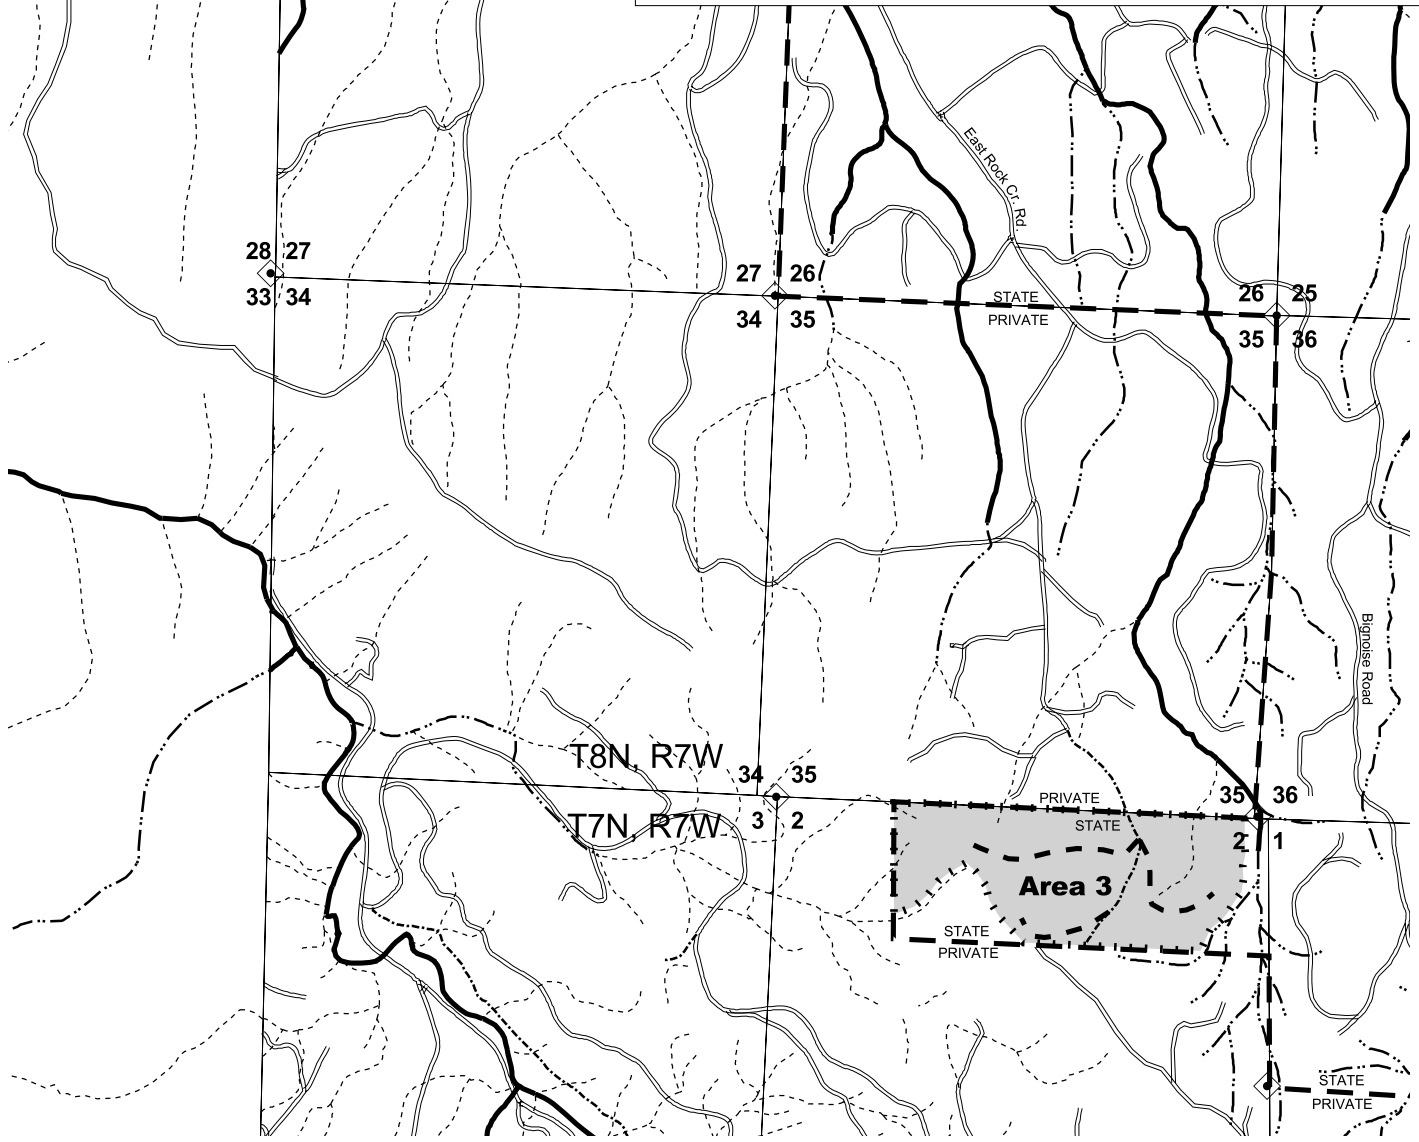 East Rock Cr. Rd.
28 27
33 34
27 26
34 35
STATE
PRIVATE
26 25
35 36
Bignoise Road
T8N, R7W
T7N, R7W
34 35
3 2
PRIVATE
STATE
35 36
2 1
Area 3
STATE
PRIVATE
STATE
PRIVATE